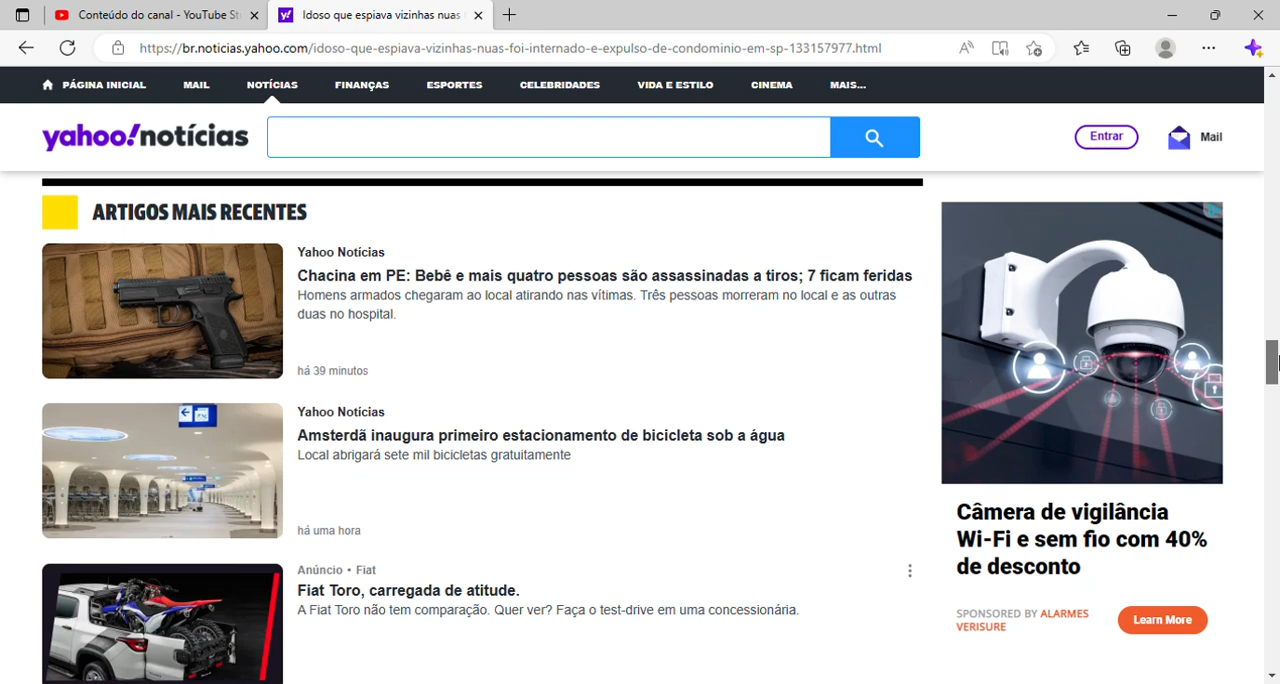 Conteúdo do canal - YouTube St
Idoso que espiava vizinhas nuas
https://br.noticias.yahoo.com/idoso-que-espiava-vizinhas-nuas-foi-internado-e-expulso-de-condominio-em-sp-133157977.html
PÁGINA INICIAL MAIL NOTÍCIAS FINANÇAS ESPORTES CELEBRIDADES VIDA E ESTILO CINEMA MAIS...
yahoo!notícias
Entrar
Mail
ARTIGOS MAIS RECENTES
Yahoo Notícias
Chacina em PE: Bebê e mais quatro pessoas são assassinadas a tiros; 7 ficam feridas
Homens armados chegaram ao local atirando nas vítimas. Três pessoas morreram no local e as outras
duas no hospital.
há 39 minutos
Yahoo Notícias
Amsterdã inaugura primeiro estacionamento de bicicleta sob a água
Local abrigará sete mil bicicletas gratuitamente
há uma hora
Anúncio • Fiat
Fiat Toro, carregada de atitude.
A Fiat Toro não tem comparação. Quer ver? Faça o test-drive em uma concessionária.
Câmera de vigilância
Wi-Fi e sem fio com 40%
de desconto
SPONSORED BY ALARMES
VERISURE
Learn More